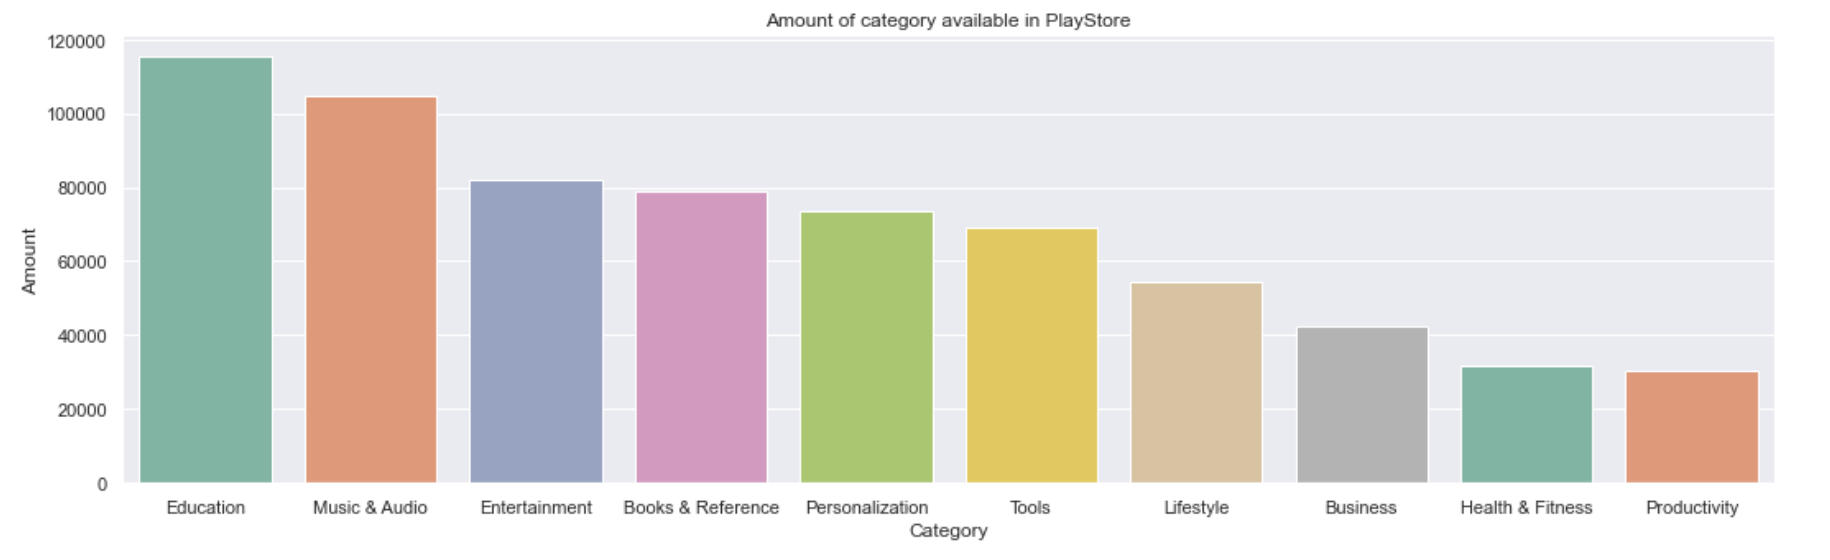 Amount of category available in PlayStore
120000
100000
80000
60000
40000
20000
0
Amount
Education Music & Audio Entertainment Books & Reference Personalization Tools Lifestyle Business Health & Fitness Productivity
Category